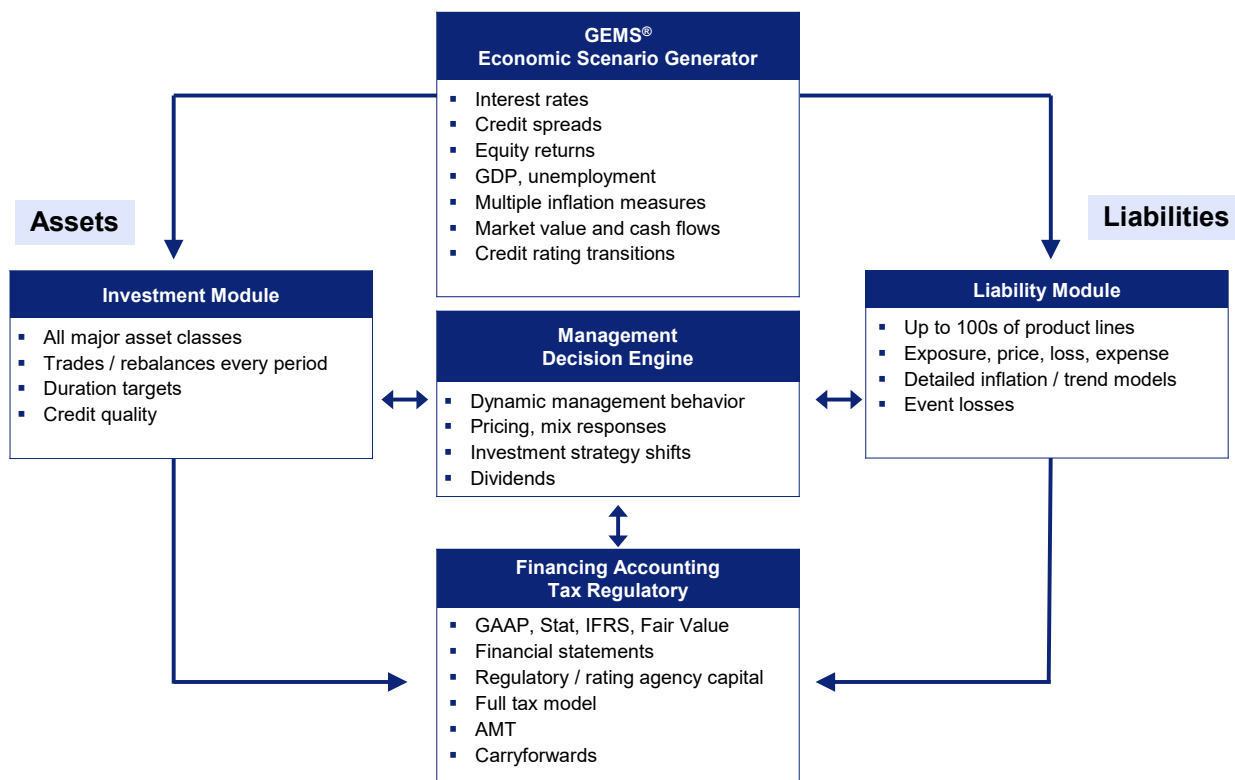 GEMS®
Economic Scenario Generator
▪ Interest rates
▪ Credit spreads
▪ Equity returns
▪ GDP, unemployment
▪ Multiple inflation measures
▪ Market value and cash flows
▪ Credit rating transitions
Assets
Liabilities
Investment Module
▪ All major asset classes
▪ Trades / rebalances every period
▪ Duration targets
▪ Credit quality
Management
Decision Engine
▪ Dynamic management behavior
▪ Pricing, mix responses
▪ Investment strategy shifts
▪ Dividends
Liability Module
▪ Up to 100s of product lines
▪ Exposure, price, loss, expense
▪ Detailed inflation / trend models
▪ Event losses
Financing Accounting
Tax Regulatory
▪ GAAP, Stat, IFRS, Fair Value
▪ Financial statements
▪ Regulatory / rating agency capital
▪ Full tax model
▪ AMT
▪ Carryforwards